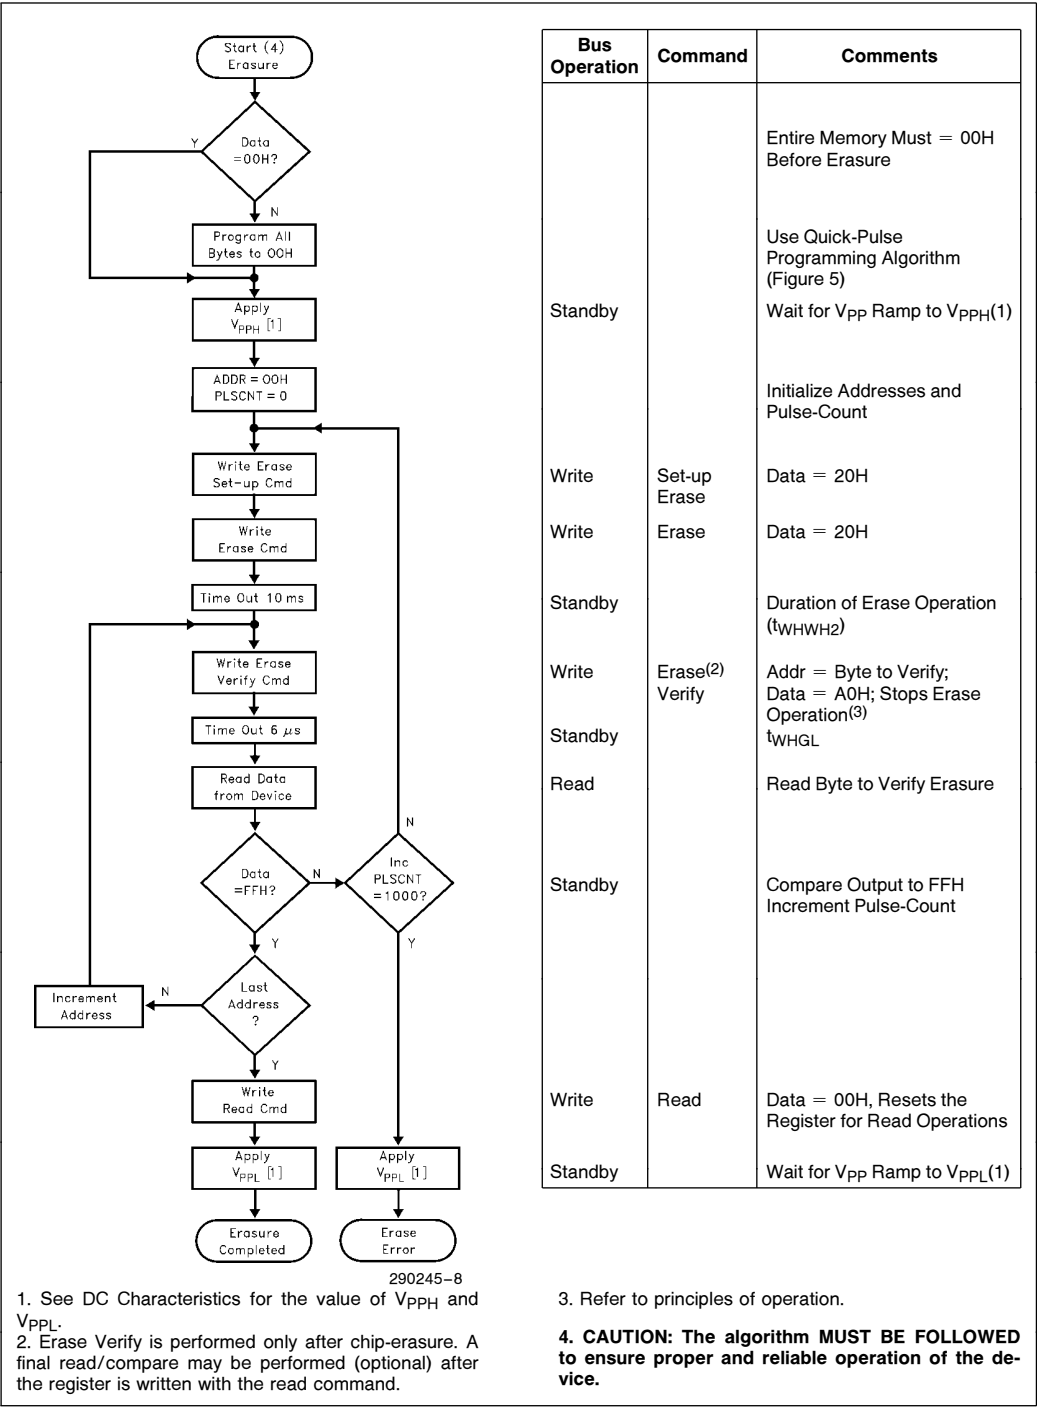 Start (4)
Erasure
Data
=00H?
Y
N
Program All
Bytes to 00H
Apply
VPPH [1]
ADDR = 00H
PLSCNT = 0
Write Erase
Set-up Cmd
Write
Erase Cmd
Time Out 10 ms
Write Erase
Verify Cmd
Time Out 6 μs
Read Data
from Device
Data
=FFH?
N
Y
Inc
PLSCNT
=1000?
N
Y
Last
Address
?
N
Y
Increment
Address
Write
Read Cmd
Apply
VPPL [1]
Apply
VPPL [1]
Erasure
Completed
Erase
Error
290245–8
Bus
Operation
Command
Comments
Entire Memory Must = 00H
Before Erasure
Use Quick-Pulse
Programming Algorithm
(Figure 5)
Standby
Wait for VPP Ramp to VPPH(1)
Initialize Addresses and
Pulse-Count
Write
Set-up
Erase
Data = 20H
Write
Erase
Data = 20H
Standby
Duration of Erase Operation
(tWHWH2)
Write
Erase(2)
Verify
Addr = Byte to Verify;
Data = A0H; Stops Erase
Operation(3)
Standby
tWHGL
Read
Read Byte to Verify Erasure
Standby
Compare Output to FFH
Increment Pulse-Count
Write
Read
Data = 00H, Resets the
Register for Read Operations
Standby
Wait for VPP Ramp to VPPL(1)
1. See DC Characteristics for the value of VPPH and
VPPL.
2. Erase Verify is performed only after chip-erasure. A
final read/compare may be performed (optional) after
the register is written with the read command.
3. Refer to principles of operation.
4. CAUTION: The algorithm MUST BE FOLLOWED
to ensure proper and reliable operation of the de-
vice.